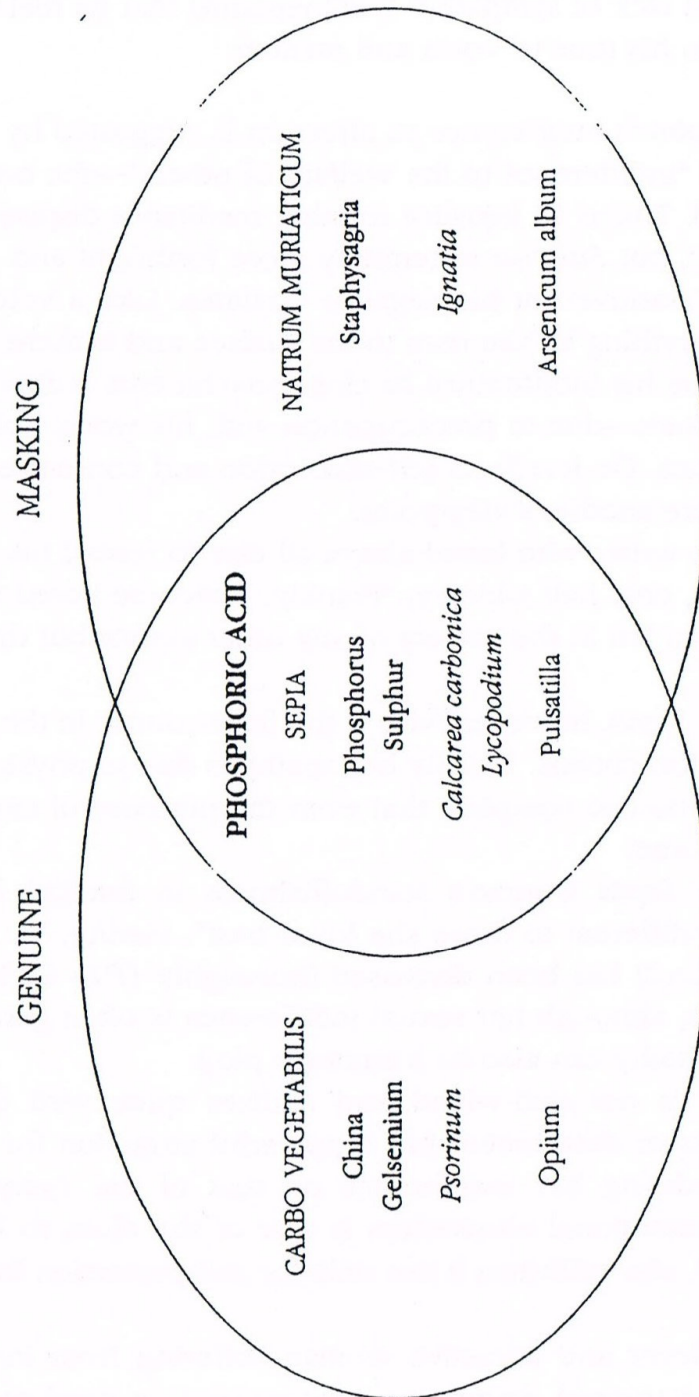 GENUINE
MASKING
CARBO VEGETABILIS
China
Gelsemium
Psorinum
Opium
PHOSPHORIC ACID
SEPIA
Phosphorus
Sulphur
Calcarea carbonica
Lycopodium
Pulsatilla
NATRUM MURIATICUM
Staphysagria
Ignatia
Arsenicum album